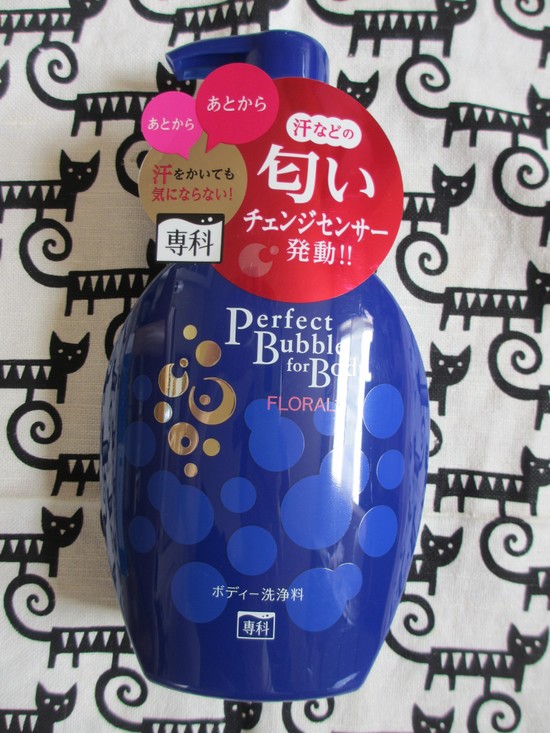 あとから
あとから
汗をかいても
気にならない!
専科
汗などの
匂い
チェンジセンサー
発動!!
Perfect
Bubble
for Body
FLORAL
ボディー洗浄料
専科